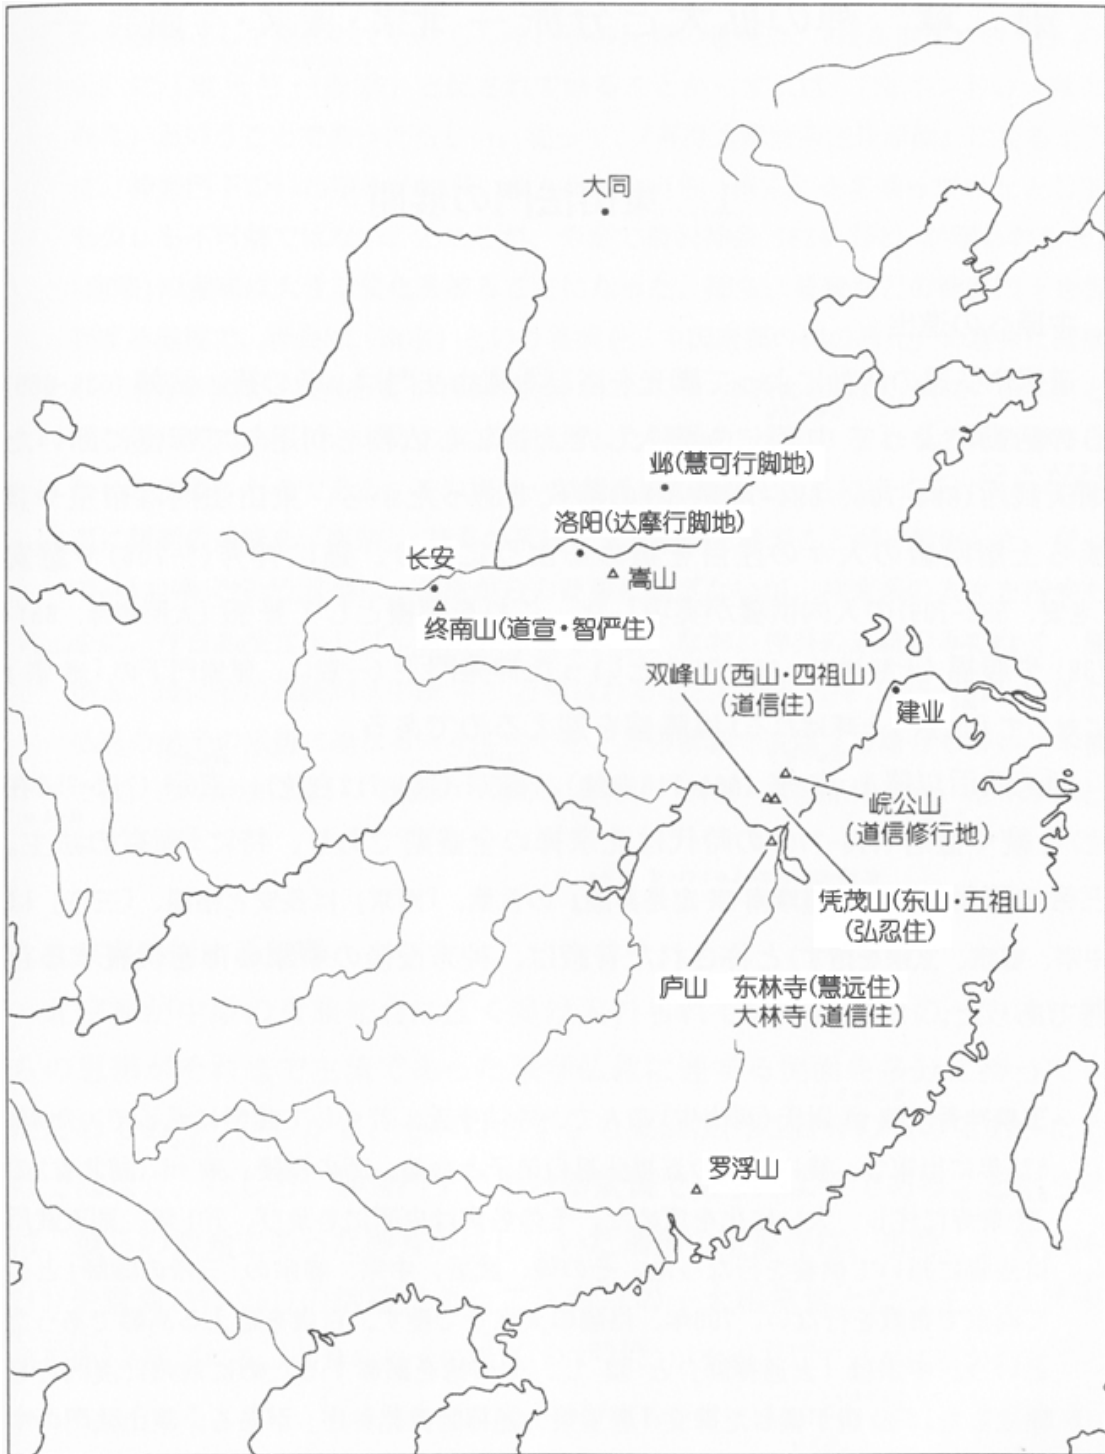 大同
邺(慧可行脚地)
洛阳(达摩行脚地)
长安
嵩山
终南山(道宣·智俨住)
双峰山(西山·四祖山)
(道信住)
建业
皖公山
(道信修行地)
凭茂山(东山·五祖山)
(弘忍住)
庐山 东林寺(慧远住)
大林寺(道信住)
罗浮山